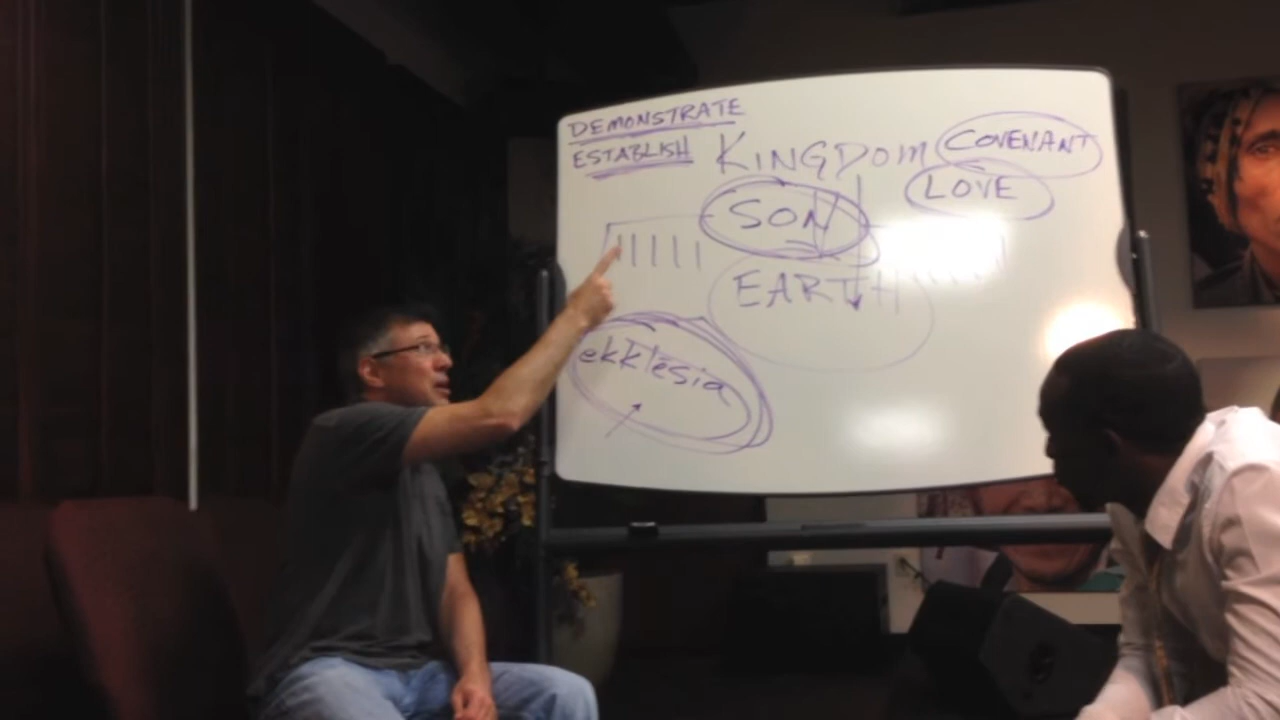 DEMONSTRATE
ESTABLISH
KINGDOM
COVENANT
LOVE
SON
EARTH
ekklesia